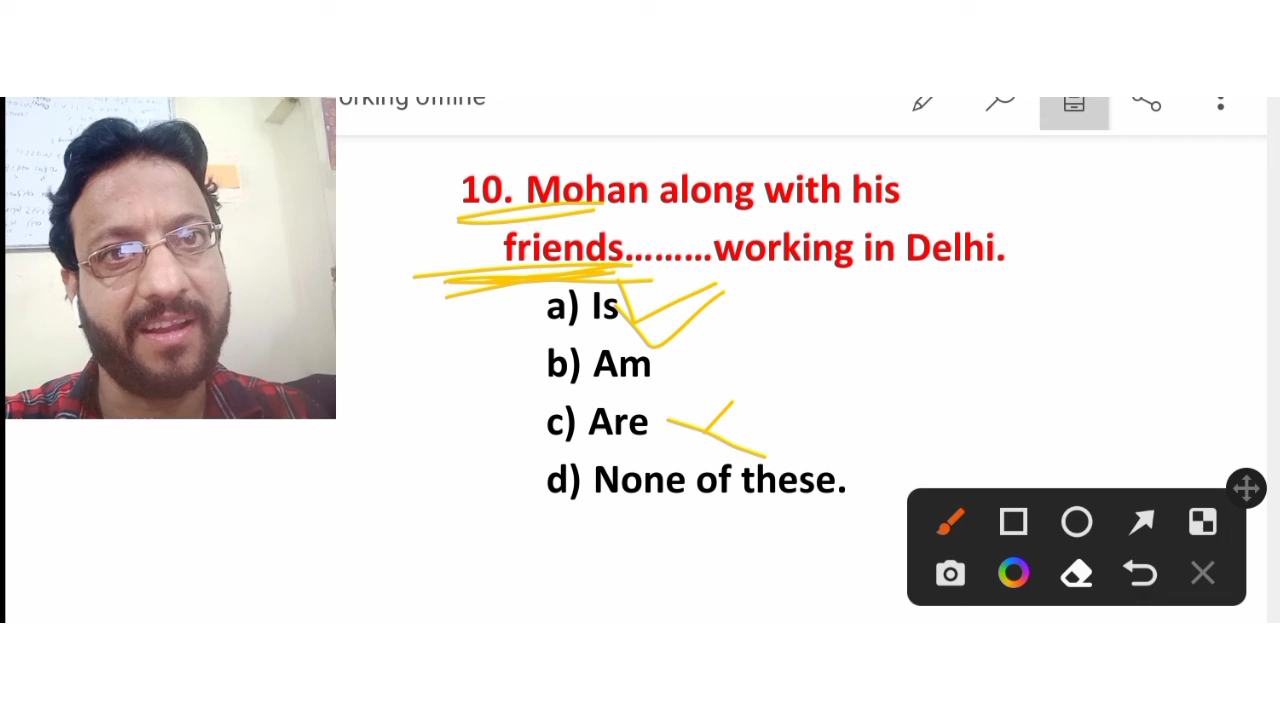 orking offline
10. Mohan along with his
friends.........working in Delhi.
a) Is
b) Am
c) Are
d) None of these.